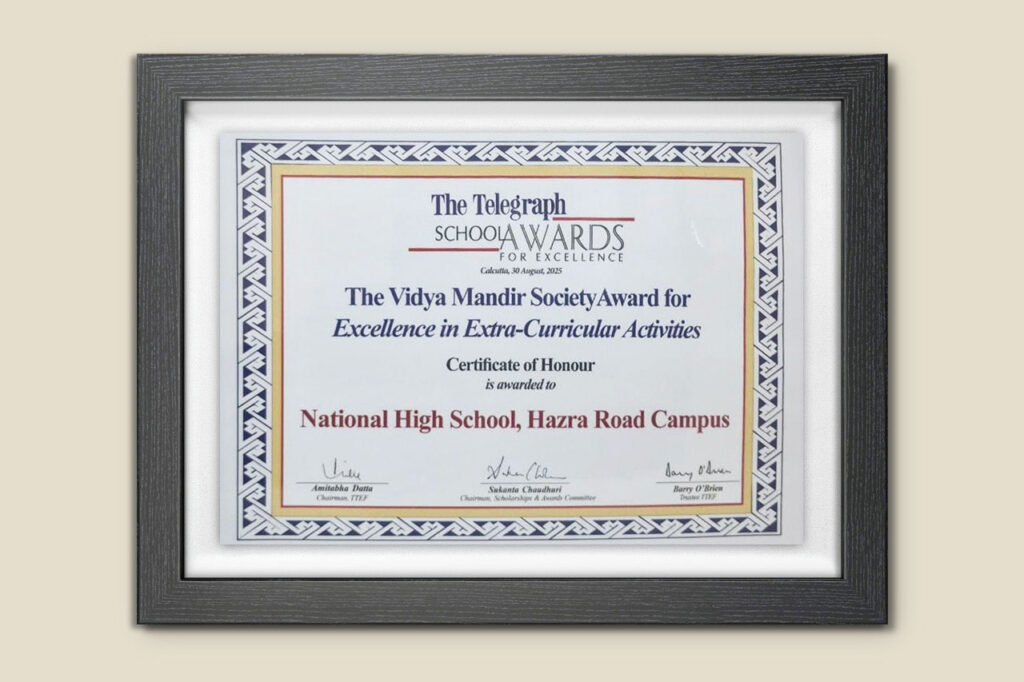 The Telegraph
SCHOOL AWARDS
FOR EXCELLENCE
Calcutta, 30 August, 2025
The Vidya Mandir Society Award for
Excellence in Extra-Curricular Activities
Certificate of Honour
is awarded to
National High School, Hazra Road Campus
Amitabha Datta
Chairman, TTEF
Sukanta Chaudhuri
Chairman, Scholarships & Awards Committee
Barry O'Brien
Trustee TTEF